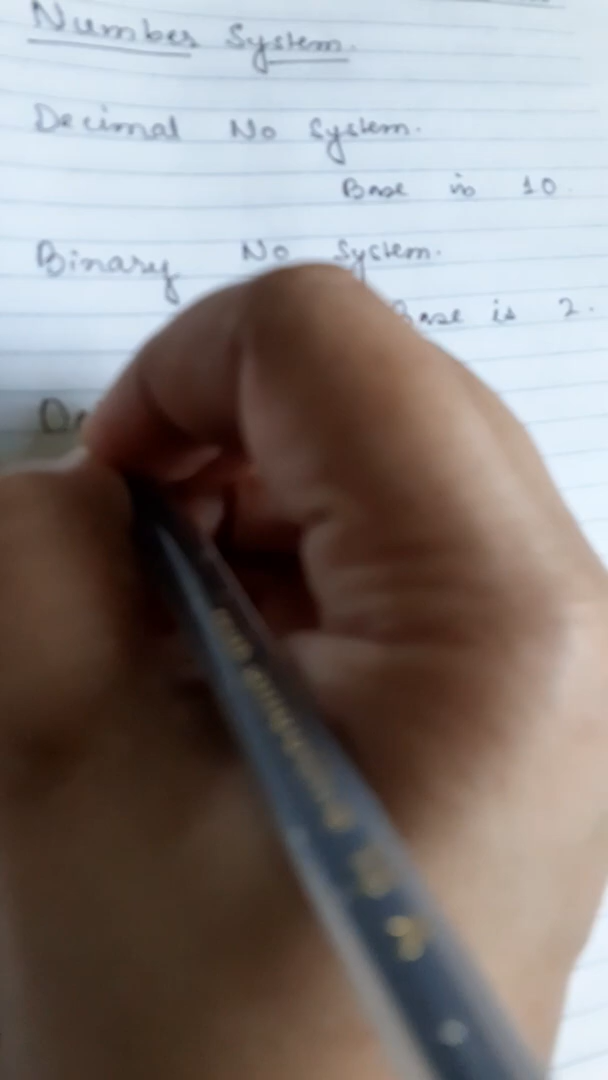 Number System.
Decimal No System.
Base is 10.
Binary No System.
Base is 2.